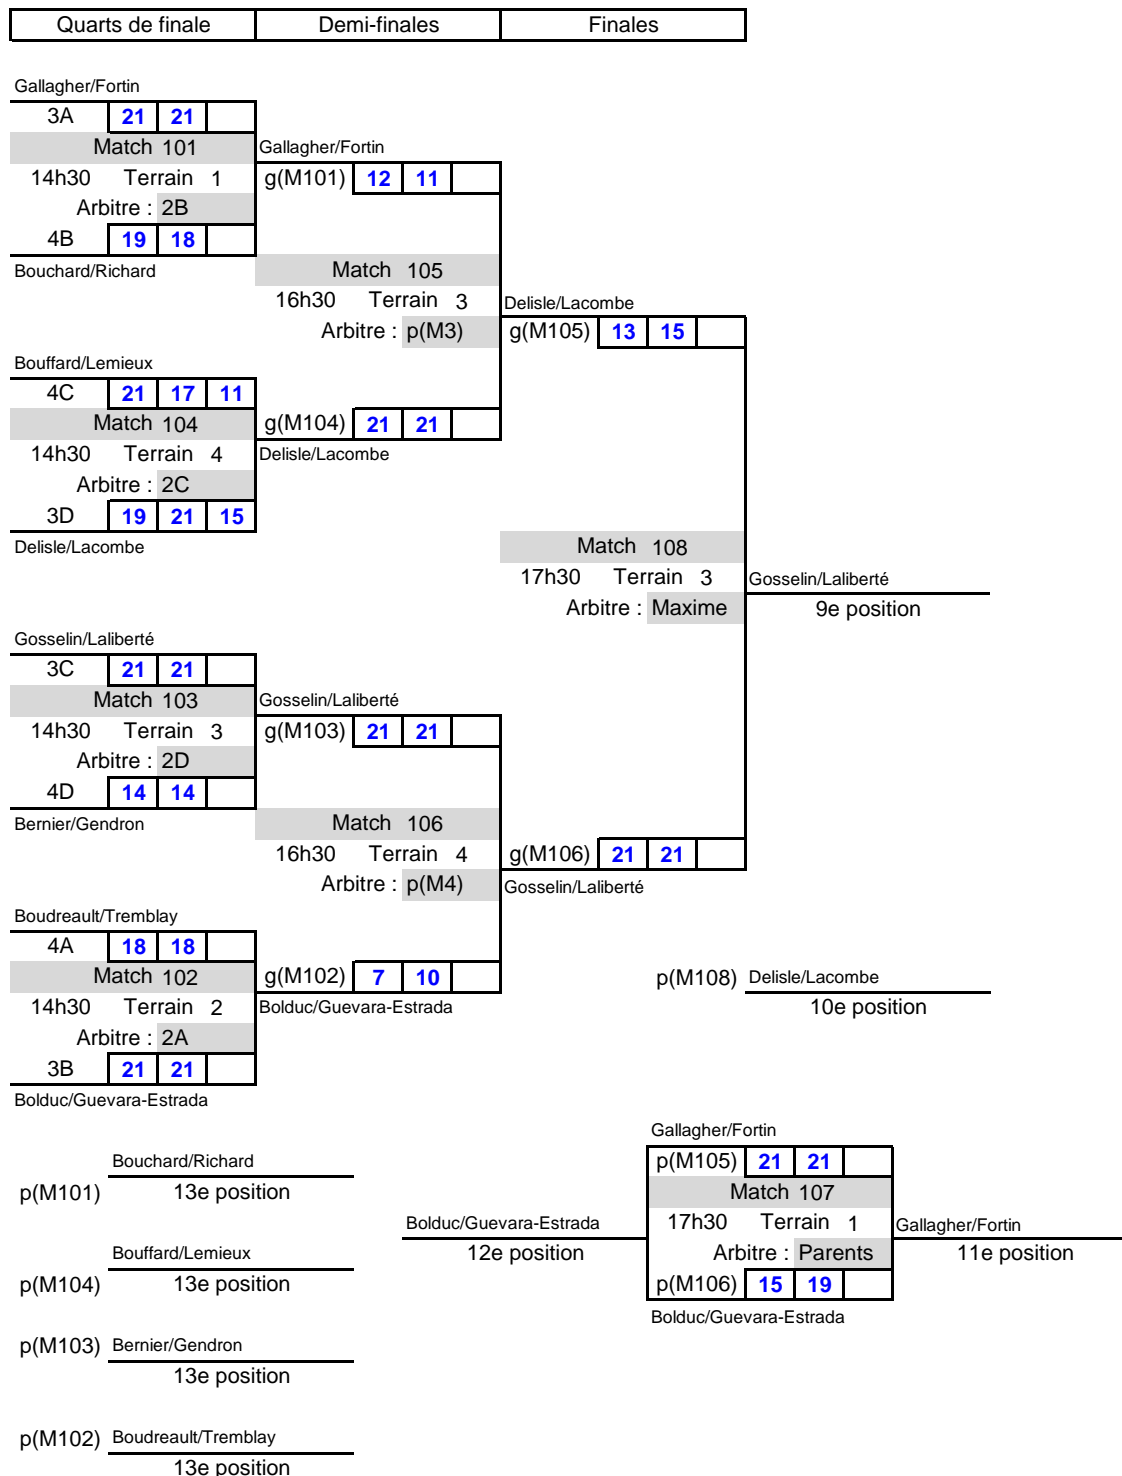 Quarts de finale Demi-finales Finales
Gallagher/Fortin
3A 21 21
Match 101 Gallagher/Fortin
14h30 Terrain 1 g(M101) 12 11
Arbitre : 2B
4B 19 18
Bouchard/Richard Match 105
16h30 Terrain 3 Delisle/Lacombe
Arbitre : p(M3) g(M105) 13 15
Bouffard/Lemieux
4C 21 17 11
Match 104 g(M104) 21 21
14h30 Terrain 4 Delisle/Lacombe
Arbitre : 2C
3D 19 21 15
Delisle/Lacombe Match 108
17h30 Terrain 3 Gosselin/Laliberté
Arbitre : Maxime 9e position
Gosselin/Laliberté
3C 21 21
Match 103 Gosselin/Laliberté
14h30 Terrain 3 g(M103) 21 21
Arbitre : 2D
4D 14 14
Bernier/Gendron Match 106
16h30 Terrain 4 g(M106) 21 21
Arbitre : p(M4) Gosselin/Laliberté
Boudreault/Tremblay
4A 18 18
Match 102 g(M102) 7 10 p(M108) Delisle/Lacombe
14h30 Terrain 2 Bolduc/Guevara-Estrada 10e position
Arbitre : 2A
3B 21 21
Bolduc/Guevara-Estrada
Gallagher/Fortin
Bouchard/Richard p(M105) 21 21
p(M101) 13e position Match 107
Bolduc/Guevara-Estrada 17h30 Terrain 1 Gallagher/Fortin
Bouffard/Lemieux 12e position Arbitre : Parents 11e position
p(M104) 13e position p(M106) 15 19
Bolduc/Guevara-Estrada
p(M103) Bernier/Gendron
13e position
p(M102) Boudreault/Tremblay
13e position